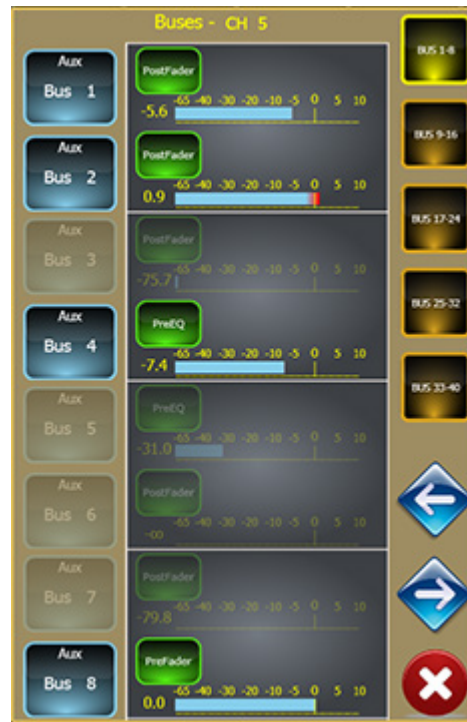 Buses - CH 5
Aux
Bus 1
PostFader
-65 -40 -30 -20 -10 -5 0 5 10
-5.6
BUS 1-8
Aux
Bus 2
PostFader
-65 -40 -30 -20 -10 -5 0 5 10
0.9
BUS 9-16
Aux
Bus 3
PostFader
-65 -40 -30 -20 -10 -5 0 5 10
-75.7
BUS 17-24
Aux
Bus 4
PreEQ
-65 -40 -30 -20 -10 -5 0 5 10
-7.4
BUS 25-32
Aux
Bus 5
PreEQ
-65 -40 -30 -20 -10 -5 0 5 10
-31.0
BUS 33-40
Aux
Bus 6
PostFader
-65 -40 -30 -20 -10 -5 0 5 10
-∞
Aux
Bus 7
PostFader
-65 -40 -30 -20 -10 -5 0 5 10
-79.8
Aux
Bus 8
PreFader
-65 -40 -30 -20 -10 -5 0 5 10
0.0